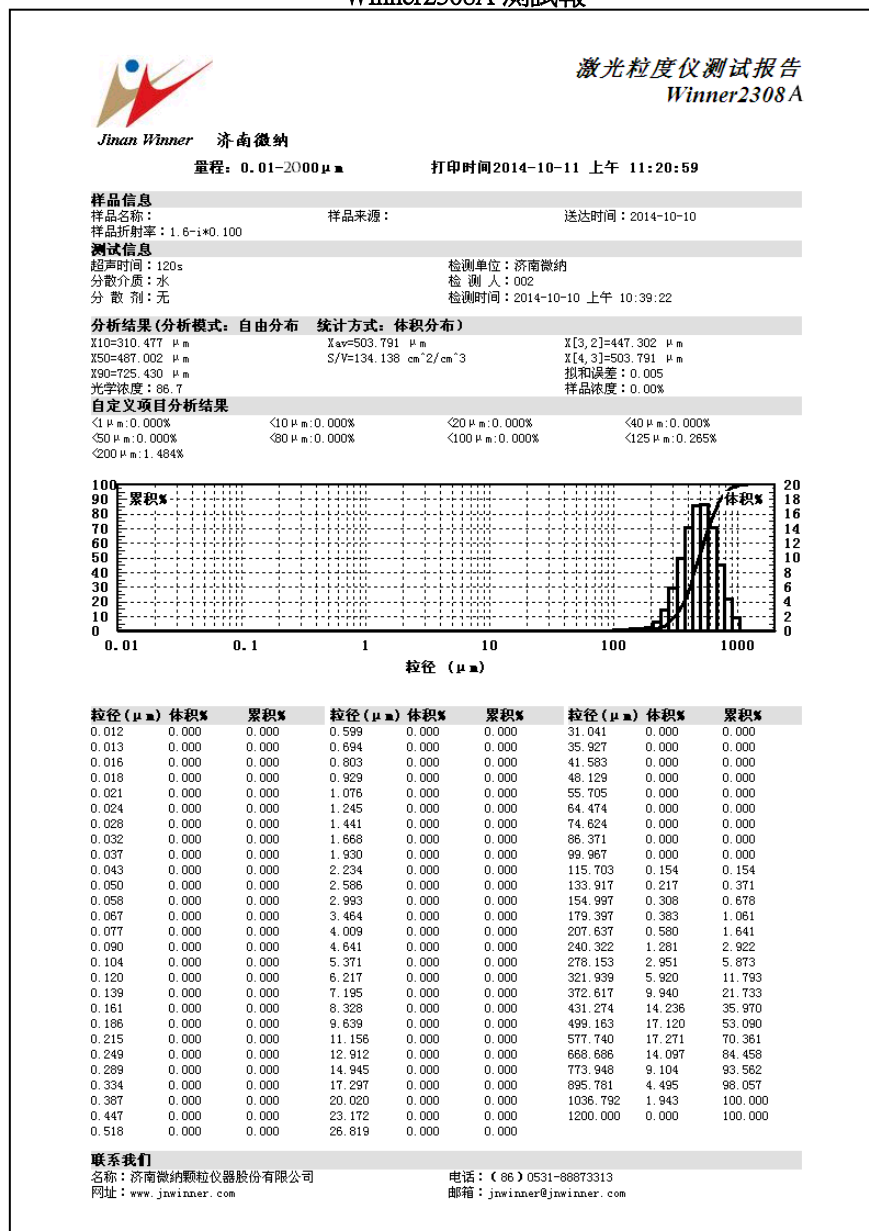 Winner2308A 测試報
激光粒度仪测试报告
Winner2308A
Jinan Winner 济南微纳
量程：0.01-2000μm 打印时间2014-10-11 上午 11:20:59
样品信息
样品名称： 样品来源： 送达时间：2014-10-10
样品折射率：1.6-i*0.100
测试信息
超声时间：120s 检测单位：济南微纳
分散介质：水 检 测 人：002
分 散 剂：无 检测时间：2014-10-10 上午 10:39:22
分析结果(分析模式：自由分布 统计方式：体积分布)
X10=310.477 μm Xav=503.791 μm X[3,2]=447.302 μm
X50=487.002 μm S/V=134.138 cm^2/cm^3 X[4,3]=503.791 μm
X90=725.430 μm 拟和误差：0.005
光学浓度：86.7 样品浓度：0.00%
自定义项目分析结果
<1μm:0.000% <10μm:0.000% <20μm:0.000% <40μm:0.000%
<50μm:0.000% <80μm:0.000% <100μm:0.000% <125μm:0.265%
<200μm:1.484%
100 20
90 累积% 体积% 18
80 16
70 14
60 12
50 10
40 8
30 6
20 4
10 2
0 0
0.01 0.1 1 10 100 1000
粒径 (μm)
粒径(μm) 体积% 累积% 粒径(μm) 体积% 累积% 粒径(μm) 体积% 累积%
0.012 0.000 0.000 0.599 0.000 0.000 31.041 0.000 0.000
0.013 0.000 0.000 0.694 0.000 0.000 35.927 0.000 0.000
0.016 0.000 0.000 0.803 0.000 0.000 41.583 0.000 0.000
0.018 0.000 0.000 0.929 0.000 0.000 48.129 0.000 0.000
0.021 0.000 0.000 1.076 0.000 0.000 55.705 0.000 0.000
0.024 0.000 0.000 1.245 0.000 0.000 64.474 0.000 0.000
0.028 0.000 0.000 1.441 0.000 0.000 74.624 0.000 0.000
0.032 0.000 0.000 1.668 0.000 0.000 86.371 0.000 0.000
0.037 0.000 0.000 1.930 0.000 0.000 99.967 0.000 0.000
0.043 0.000 0.000 2.234 0.000 0.000 115.703 0.154 0.154
0.050 0.000 0.000 2.586 0.000 0.000 133.917 0.217 0.371
0.058 0.000 0.000 2.993 0.000 0.000 154.997 0.308 0.678
0.067 0.000 0.000 3.464 0.000 0.000 179.397 0.383 1.061
0.077 0.000 0.000 4.009 0.000 0.000 207.637 0.580 1.641
0.090 0.000 0.000 4.641 0.000 0.000 240.322 1.281 2.922
0.104 0.000 0.000 5.371 0.000 0.000 278.153 2.951 5.873
0.120 0.000 0.000 6.217 0.000 0.000 321.939 5.920 11.793
0.139 0.000 0.000 7.195 0.000 0.000 372.617 9.940 21.733
0.161 0.000 0.000 8.328 0.000 0.000 431.274 14.236 35.970
0.186 0.000 0.000 9.639 0.000 0.000 499.163 17.120 53.090
0.215 0.000 0.000 11.156 0.000 0.000 577.740 17.271 70.361
0.249 0.000 0.000 12.912 0.000 0.000 668.686 14.097 84.458
0.289 0.000 0.000 14.945 0.000 0.000 773.948 9.104 93.562
0.334 0.000 0.000 17.297 0.000 0.000 895.781 4.495 98.057
0.387 0.000 0.000 20.020 0.000 0.000 1036.792 1.943 100.000
0.447 0.000 0.000 23.172 0.000 0.000 1200.000 0.000 100.000
0.518 0.000 0.000 26.819 0.000 0.000
联系我们
名称：济南微纳颗粒仪器股份有限公司 电话：(86)0531-88873313
网址：www.jnwinner.com 邮箱：jnwinner@jnwinner.com